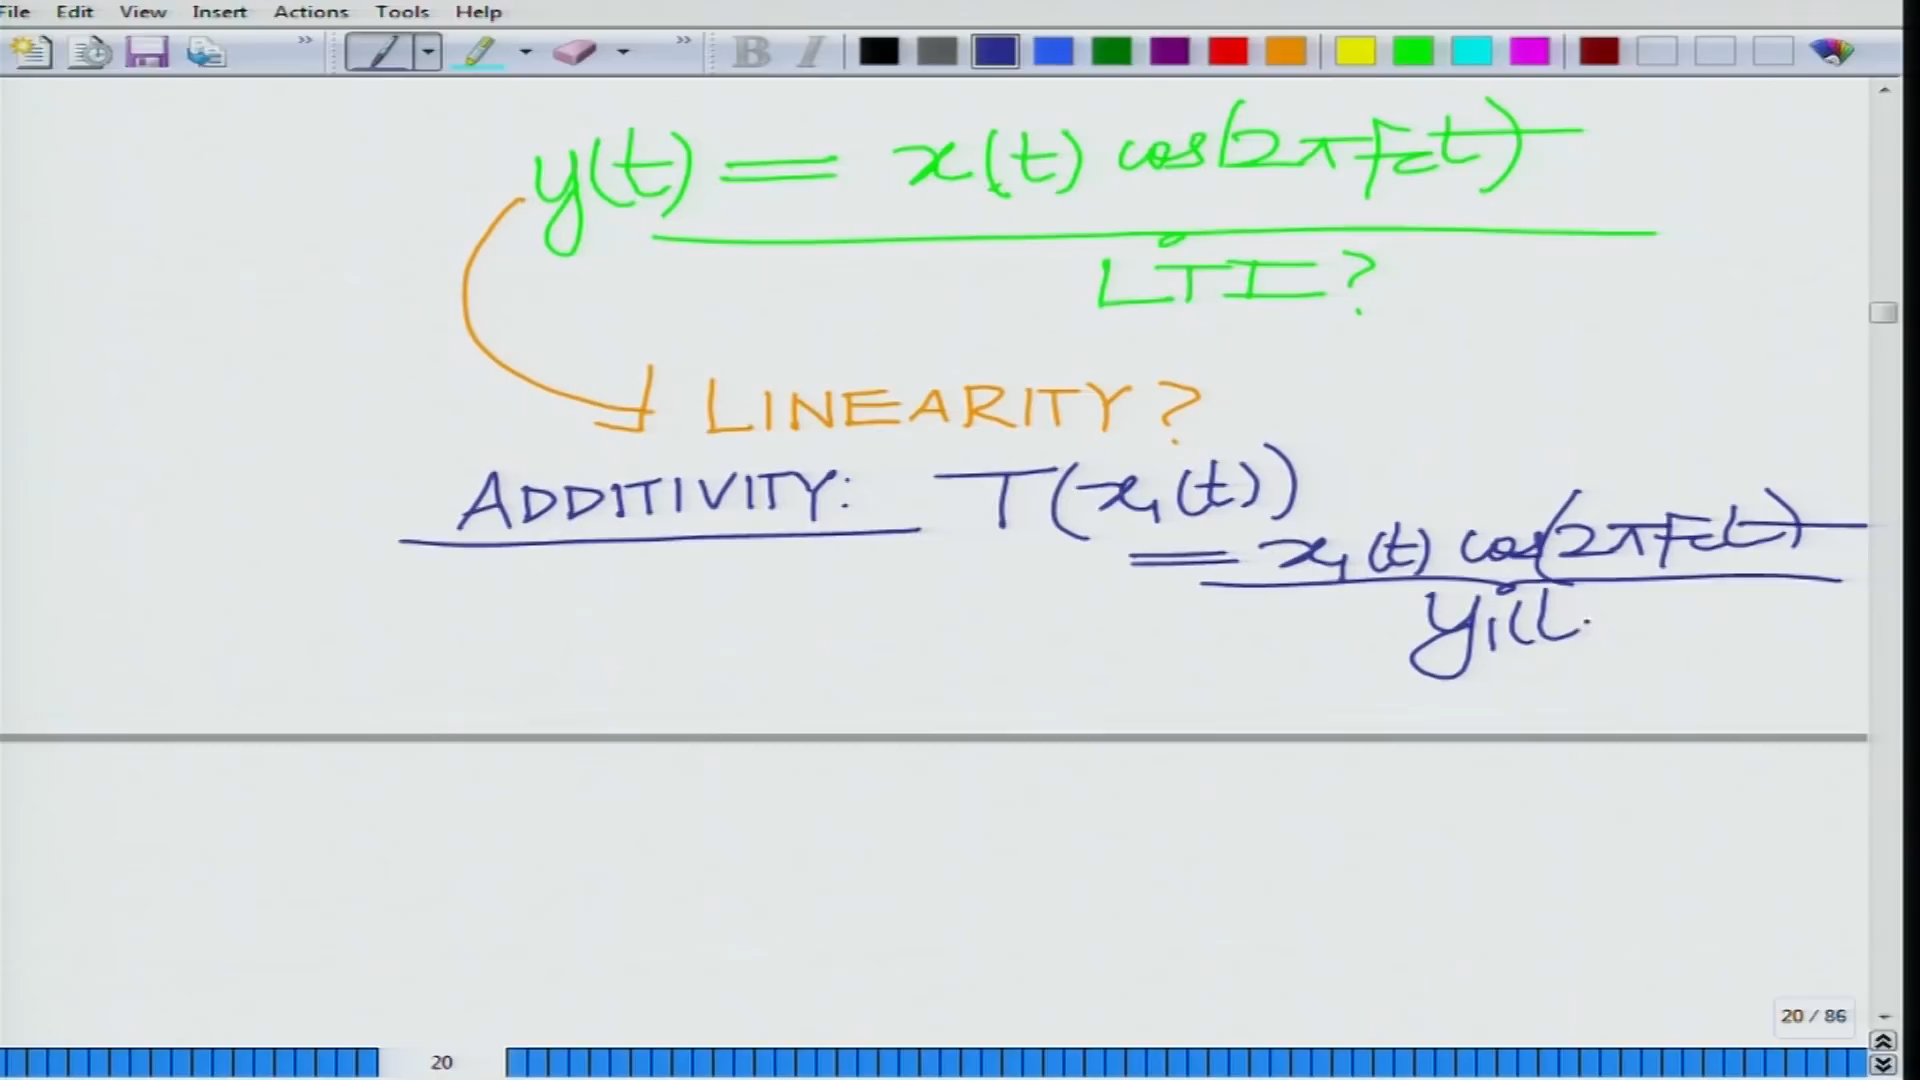 File Edit View Insert Actions Tools Help
B I
y(t) = x(t) cos(2πFct)
LTI?
LINEARITY?
ADDITIVITY: T(x₁(t))
= x₁(t) cos(2πFct)
20 / 86
20